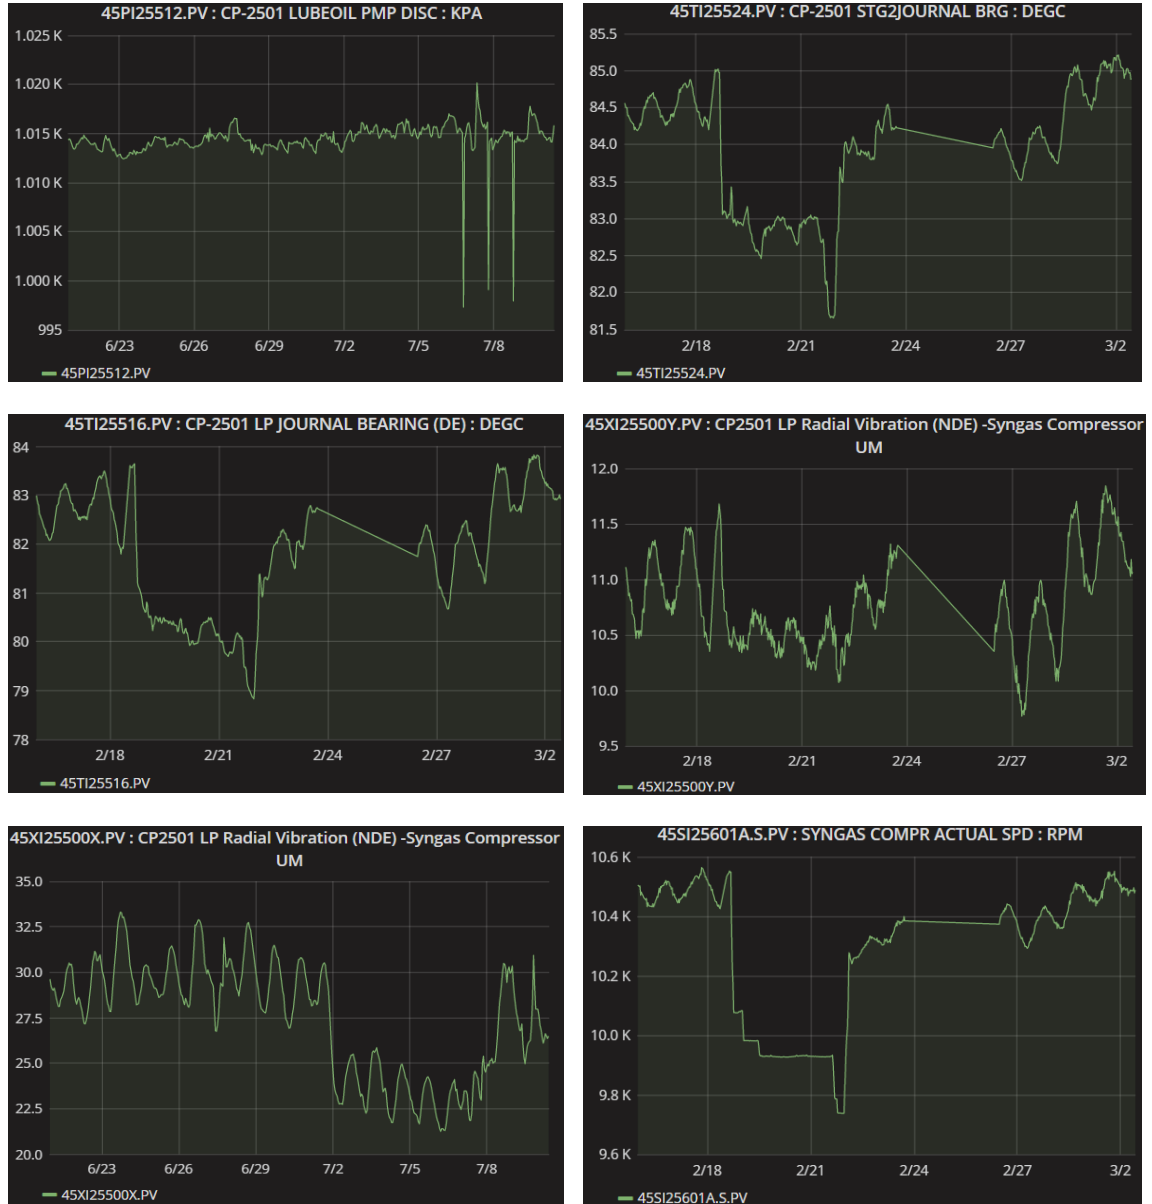 45PI25512.PV : CP-2501 LUBEOIL PMP DISC : KPA
1.025 K
1.020 K
1.015 K
1.010 K
1.005 K
1.000 K
995
6/23 6/26 6/29 7/2 7/5 7/8
45PI25512.PV
45TI25524.PV : CP-2501 STG2JOURNAL BRG : DEGC
85.5
85.0
84.5
84.0
83.5
83.0
82.5
82.0
81.5
2/18 2/21 2/24 2/27 3/2
45TI25524.PV
45TI25516.PV : CP-2501 LP JOURNAL BEARING (DE) : DEGC
84
83
82
81
80
79
78
2/18 2/21 2/24 2/27 3/2
45TI25516.PV
45XI25500Y.PV : CP2501 LP Radial Vibration (NDE) -Syngas Compressor
UM
12.0
11.5
11.0
10.5
10.0
9.5
2/18 2/21 2/24 2/27 3/2
45XI25500Y.PV
45XI25500X.PV : CP2501 LP Radial Vibration (NDE) -Syngas Compressor
UM
35.0
32.5
30.0
27.5
25.0
22.5
20.0
6/23 6/26 6/29 7/2 7/5 7/8
45XI25500X.PV
45SI25601A.S.PV : SYNGAS COMPR ACTUAL SPD : RPM
10.6 K
10.4 K
10.2 K
10.0 K
9.8 K
9.6 K
2/18 2/21 2/24 2/27 3/2
45SI25601A.S.PV